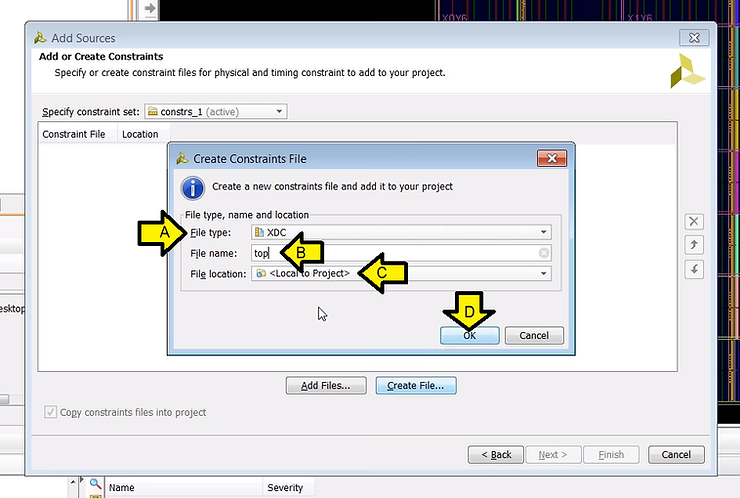 X0Y6
X1Y6
Add Sources
Add or Create Constraints
Specify or create constraint files for physical and timing constraint to add to your project.
Specify constraint set: constrs_1 (active)
Constraint File Location
Create Constraints File
Create a new constraints file and add it to your project
File type, name and location
A File type: XDC
File name: top B
File location: <Local to Project> C
D
OK Cancel
Add Files... Create File...
Copy constraints files into project
< Back Next > Finish Cancel
Name Severity